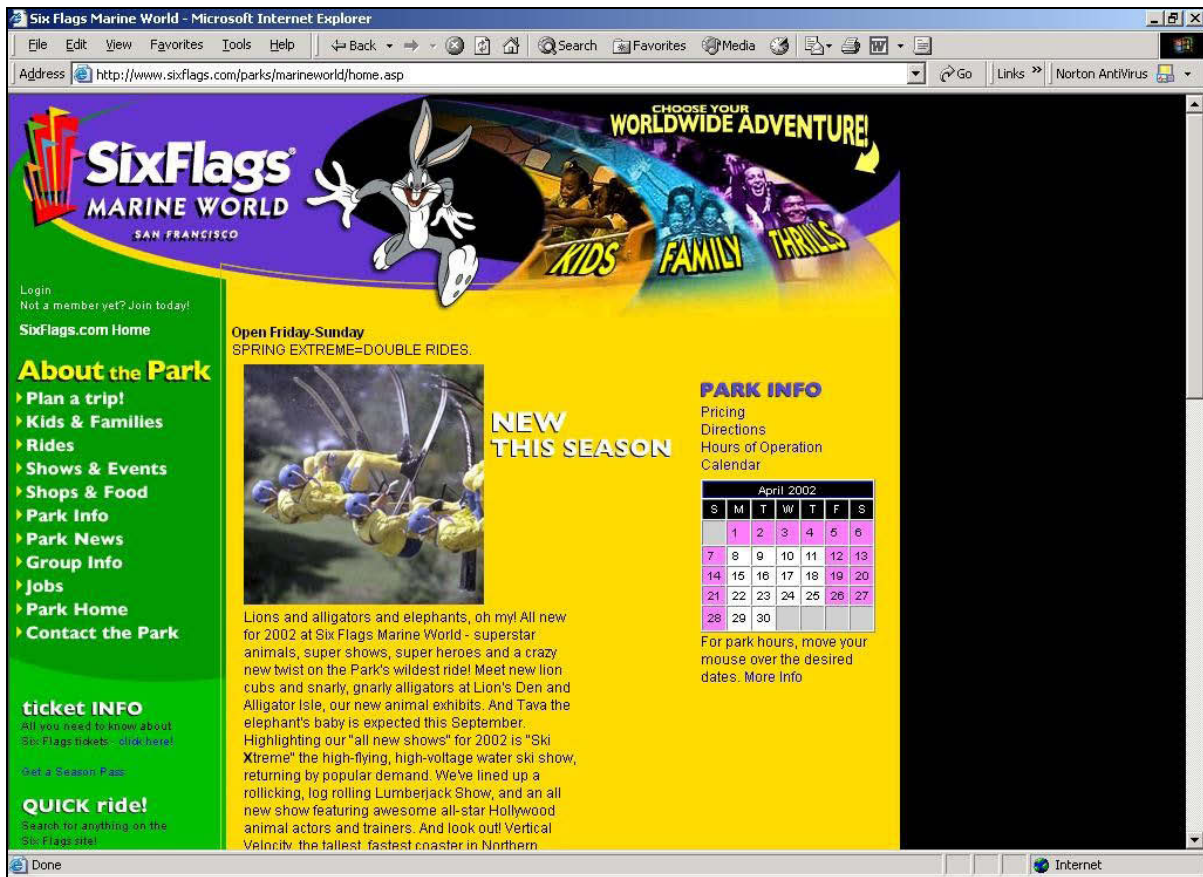 Six Flags Marine World - Microsoft Internet Explorer
File Edit View Favorites Tools Help
Back
Search Favorites Media
Address http://www.sixflags.com/parks/marineworld/home.asp Go Links » Norton AntiVirus
CHOOSE YOUR
WORLDWIDE ADVENTURE!
SixFlags®
MARINE WORLD
SAN FRANCISCO
KIDS FAMILY THRILLS
Login
Not a member yet? Join today!
SixFlags.com Home
About the Park
Plan a trip!
Kids & Families
Rides
Shows & Events
Shops & Food
Park Info
Park News
Group Info
Jobs
Park Home
Contact the Park
ticket INFO
All you need to know about
Six Flags tickets - click here!
Get a Season Pass
QUICK ride!
Search for anything on the
Six Flags site!
Open Friday-Sunday
SPRING EXTREME=DOUBLE RIDES.
NEW
THIS SEASON
Lions and alligators and elephants, oh my! All new
for 2002 at Six Flags Marine World - superstar
animals, super shows, super heroes and a crazy
new twist on the Park's wildest ride! Meet new lion
cubs and snarly, gnarly alligators at Lion's Den and
Alligator Isle, our new animal exhibits. And Tava the
elephant's baby is expected this September.
Highlighting our "all new shows" for 2002 is "Ski
Xtreme" the high-flying, high-voltage water ski show,
returning by popular demand. We've lined up a
rollicking, log rolling Lumberjack Show, and an all
new show featuring awesome all-star Hollywood
animal actors and trainers. And look out! Vertical
Velocity, the tallest, fastest coaster in Northern
PARK INFO
Pricing
Directions
Hours of Operation
Calendar
April 2002
S M T W T F S
1 2 3 4 5 6
7 8 9 10 11 12 13
14 15 16 17 18 19 20
21 22 23 24 25 26 27
28 29 30
For park hours, move your
mouse over the desired
dates. More Info
Done
Internet